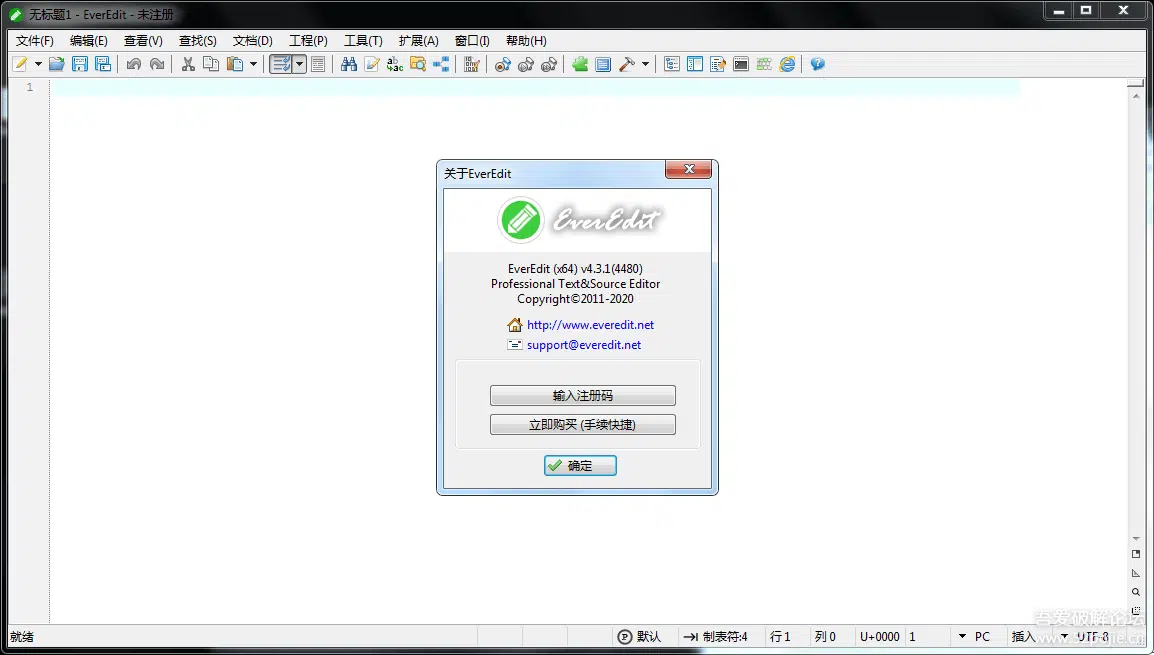 无标题1 - EverEdit - 未注册
文件(F) 编辑(E) 查看(V) 查找(S) 文档(D) 工程(P) 工具(T) 扩展(A) 窗口(I) 帮助(H)
1
关于EverEdit
EverEdit
EverEdit (x64) v4.3.1(4480)
Professional Text&Source Editor
Copyright©2011-2020
http://www.everedit.net
support@everedit.net
输入注册码
立即购买 (手续快捷)
确定
吾爱破解论坛
就绪 默认 制表符:4 行1 列0 U+0000 1 PC 插入 UTF-8